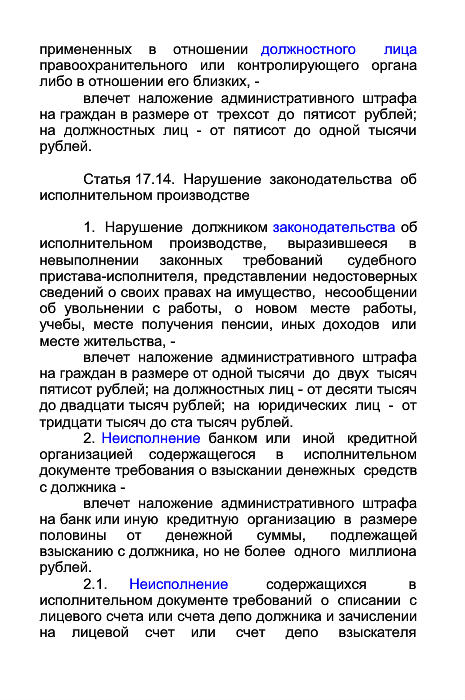 примененных в отношении должностного лица
правоохранительного или контролирующего органа
либо в отношении его близких, -
влечет наложение административного штрафа
на граждан в размере от трехсот до пятисот рублей;
на должностных лиц - от пятисот до одной тысячи
рублей.
Статья 17.14. Нарушение законодательства об
исполнительном производстве
1. Нарушение должником законодательства об
исполнительном производстве, выразившееся в
невыполнении законных требований судебного
пристава-исполнителя, представлении недостоверных
сведений о своих правах на имущество, несообщении
об увольнении с работы, о новом месте работы,
учебы, месте получения пенсии, иных доходов или
месте жительства, -
влечет наложение административного штрафа
на граждан в размере от одной тысячи до двух тысяч
пятисот рублей; на должностных лиц - от десяти тысяч
до двадцати тысяч рублей; на юридических лиц - от
тридцати тысяч до ста тысяч рублей.
2. Неисполнение банком или иной кредитной
организацией содержащегося в исполнительном
документе требования о взыскании денежных средств
с должника -
влечет наложение административного штрафа
на банк или иную кредитную организацию в размере
половины от денежной суммы, подлежащей
взысканию с должника, но не более одного миллиона
рублей.
2.1. Неисполнение содержащихся в
исполнительном документе требований о списании с
лицевого счета или счета депо должника и зачислении
на лицевой счет или счет депо взыскателя